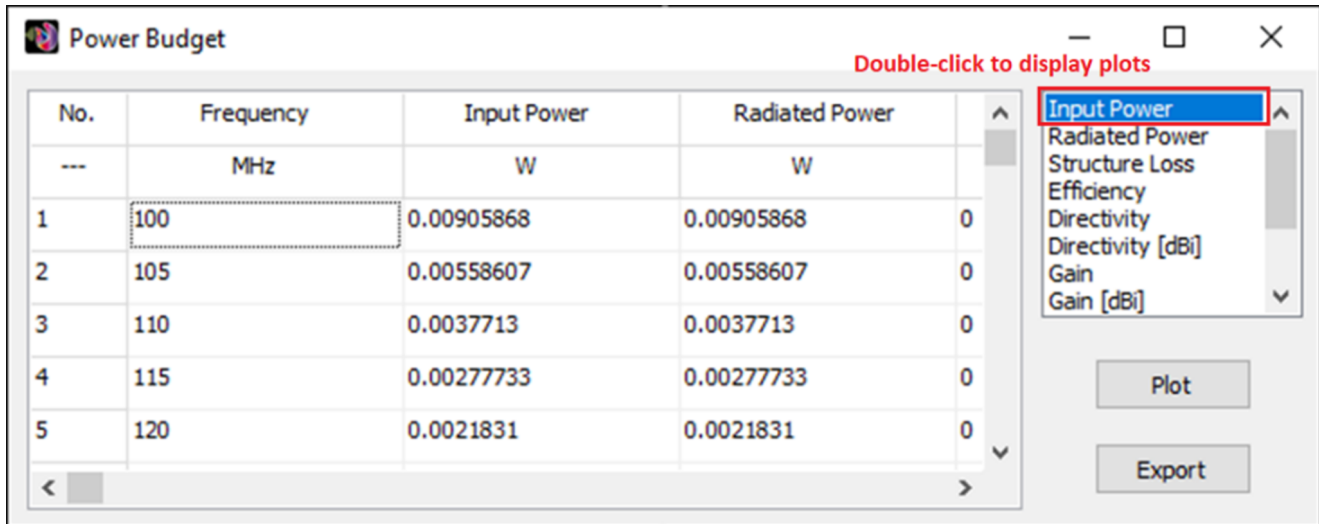 Power Budget
Double-click to display plots
No. Frequency Input Power Radiated Power
--- MHz W W
1 100 0.00905868 0.00905868 0
2 105 0.00558607 0.00558607 0
3 110 0.0037713 0.0037713 0
4 115 0.00277733 0.00277733 0
5 120 0.0021831 0.0021831 0
Input Power
Radiated Power
Structure Loss
Efficiency
Directivity
Directivity [dBi]
Gain
Gain [dBi]
Plot
Export